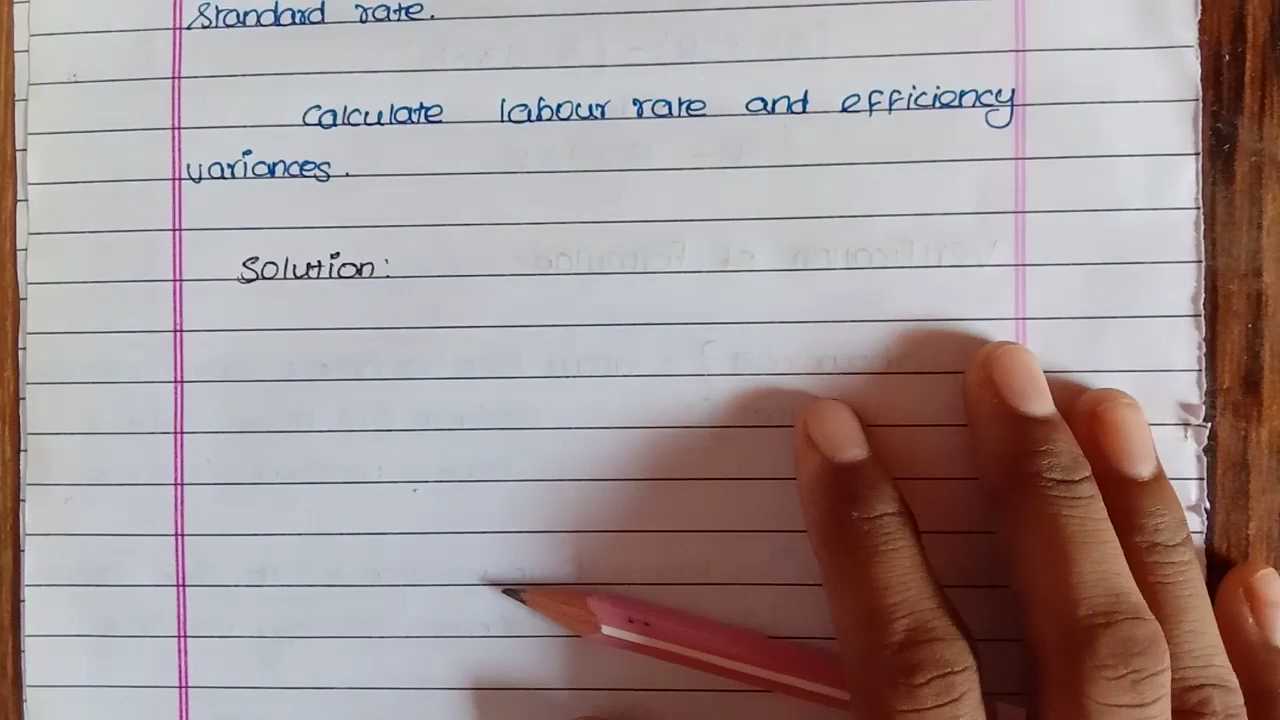 Standard rate.
Calculate labour rate and efficiency
variances.
Solution: